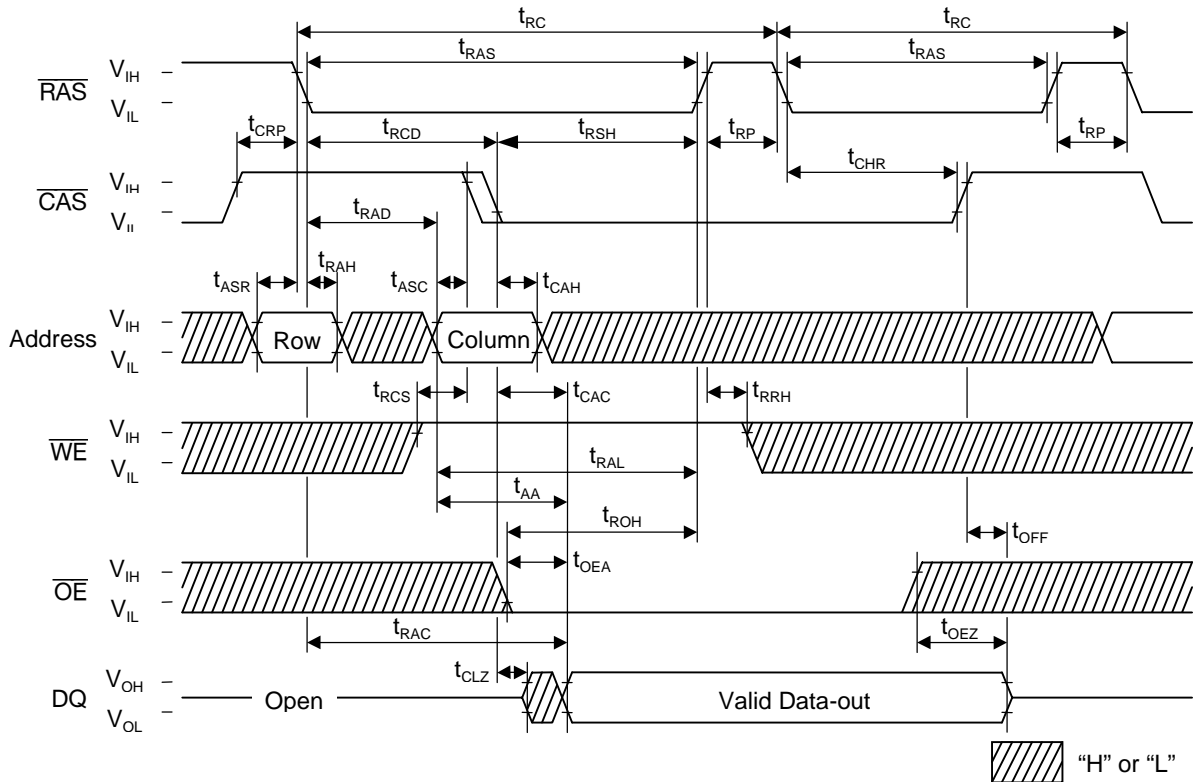 tRC tRC
tRAS tRAS
RAS VIH
VIL
tCRP tRCD tRSH tRP tRP
tCHR
CAS VIH
VIL
tRAD
tASR tRAH tASC tCAH
Address VIH
VIL
Row Column
tRCS tCAC tRRH
WE VIH
VIL
tRAL
tAA
tROH
tOFF
tOEA
OE VIH
VIL
tRAC tOEZ
tCLZ
DQ VOH
VOL
Open Valid Data-out
“H” or “L”